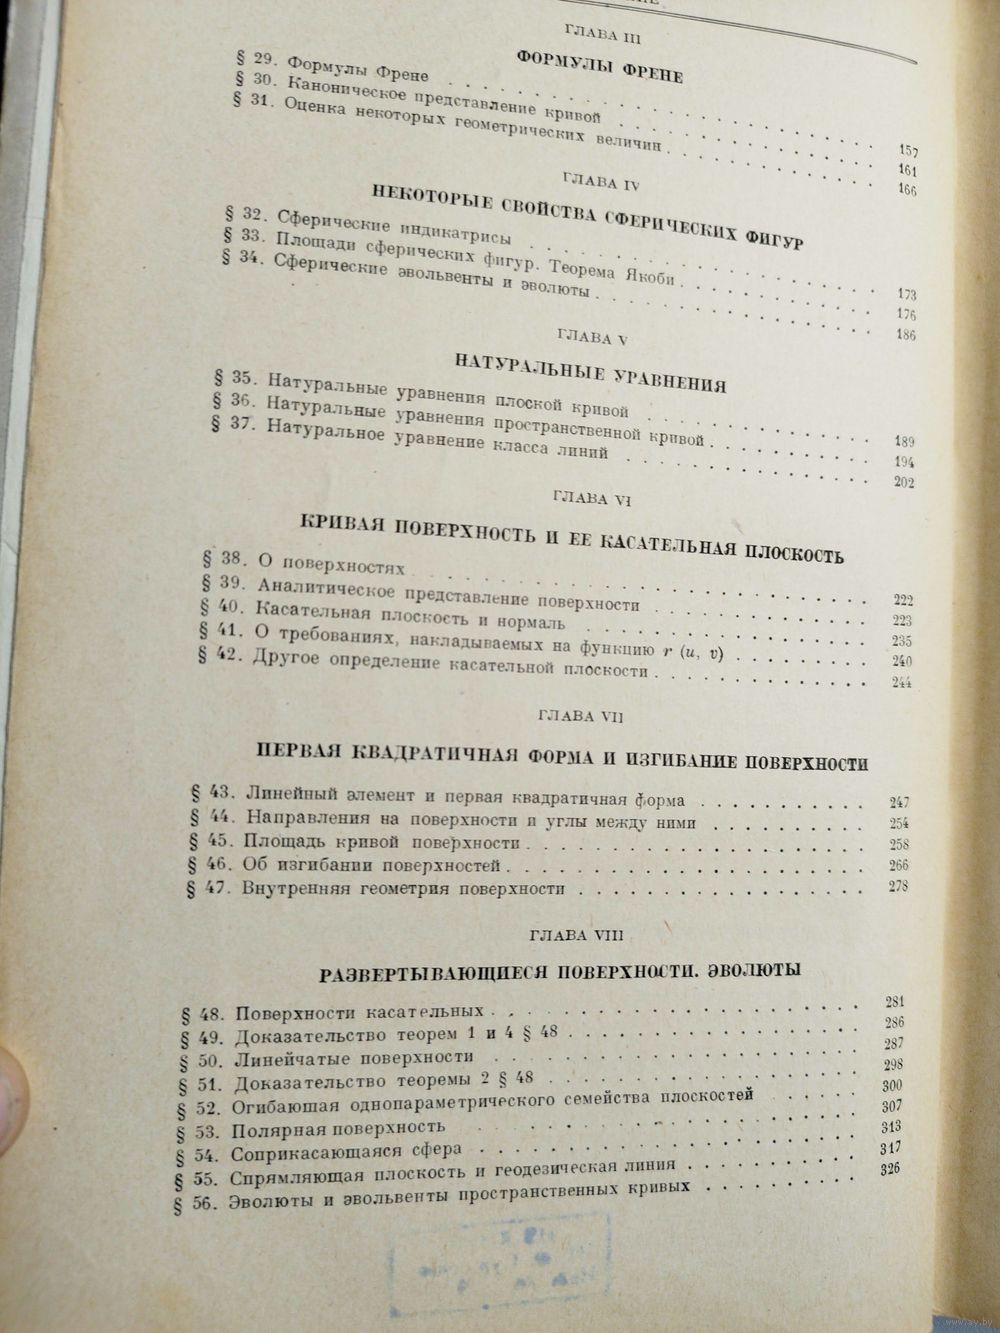 ГЛАВА III
ФОРМУЛЫ ФРЕНЕ
§ 29. Формулы Френе . . . 157
§ 30. Каноническое представление кривой . . . 161
§ 31. Оценка некоторых геометрических величин . . . 166
ГЛАВА IV
НЕКОТОРЫЕ СВОЙСТВА СФЕРИЧЕСКИХ ФИГУР
§ 32. Сферические индикатрисы . . . 173
§ 33. Площади сферических фигур. Теорема Якоби . . . 176
§ 34. Сферические эвольвенты и эволюты . . . 186
ГЛАВА V
НАТУРАЛЬНЫЕ УРАВНЕНИЯ
§ 35. Натуральные уравнения плоской кривой . . . 189
§ 36. Натуральные уравнения пространственной кривой . . . 194
§ 37. Натуральное уравнение класса линий . . . 202
ГЛАВА VI
КРИВАЯ ПОВЕРХНОСТЬ И ЕЕ КАСАТЕЛЬНАЯ ПЛОСКОСТЬ
§ 38. О поверхностях . . . 222
§ 39. Аналитическое представление поверхности . . . 223
§ 40. Касательная плоскость и нормаль . . . 235
§ 41. О требованиях, накладываемых на функцию r (u, v) . . . 240
§ 42. Другое определение касательной плоскости . . . 244
ГЛАВА VII
ПЕРВАЯ КВАДРАТИЧНАЯ ФОРМА И ИЗГИБАНИЕ ПОВЕРХНОСТИ
§ 43. Линейный элемент и первая квадратичная форма . . . 247
§ 44. Направления на поверхности и углы между ними . . . 254
§ 45. Площадь кривой поверхности . . . 258
§ 46. Об изгибании поверхностей . . . 266
§ 47. Внутренняя геометрия поверхности . . . 278
ГЛАВА VIII
РАЗВЕРТЫВАЮЩИЕСЯ ПОВЕРХНОСТИ. ЭВОЛЮТЫ
§ 48. Поверхности касательных . . . 281
§ 49. Доказательство теорем 1 и 4 § 48 . . . 286
§ 50. Линейчатые поверхности . . . 287
§ 51. Доказательство теоремы 2 § 48 . . . 298
§ 52. Огибающая однопараметрического семейства плоскостей . . . 300
§ 53. Полярная поверхность . . . 307
§ 54. Соприкасающаяся сфера . . . 313
§ 55. Спрямляющая плоскость и геодезическая линия . . . 317
§ 56. Эволюты и эвольвенты пространственных кривых . . . 326
www.ay.by